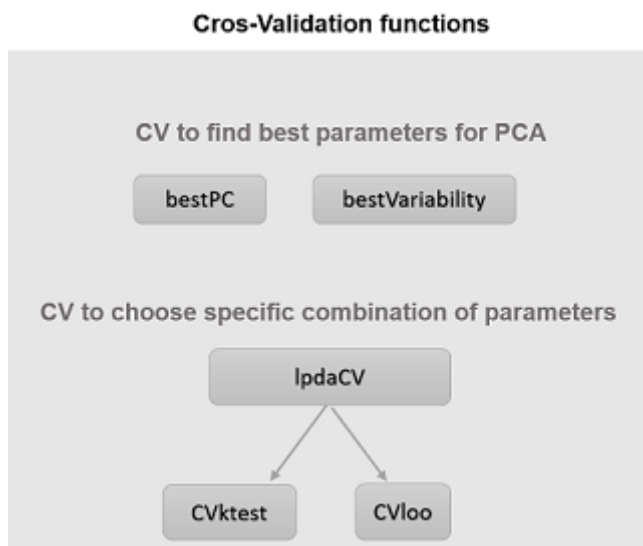 Cros-Validation functions
CV to find best parameters for PCA
bestPC
bestVariability
CV to choose specific combination of parameters
lpdaCV
CVktest
CVloo